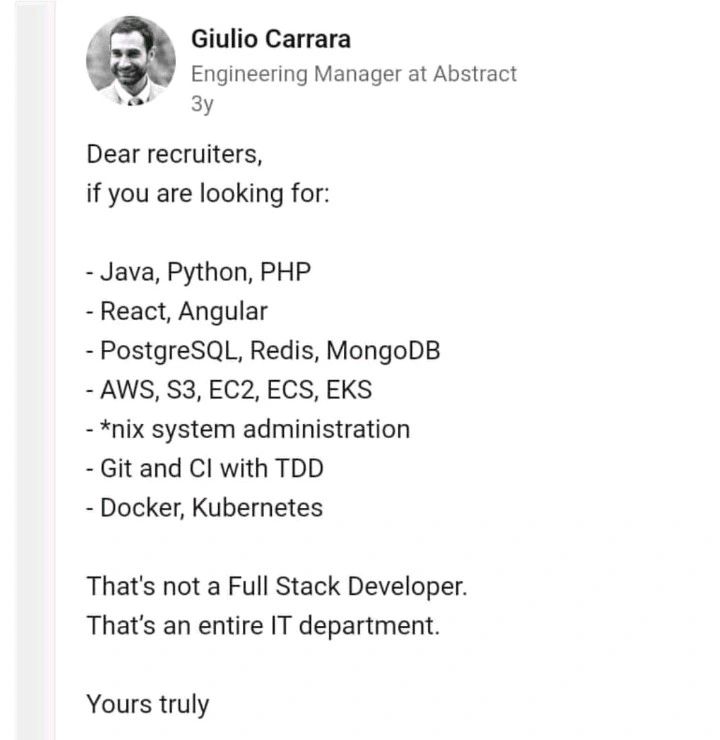 Giulio Carrara
Engineering Manager at Abstract
3y
Dear recruiters,
if you are looking for:
- Java, Python, PHP
- React, Angular
- PostgreSQL, Redis, MongoDB
- AWS, S3, EC2, ECS, EKS
- *nix system administration
- Git and CI with TDD
- Docker, Kubernetes
That's not a Full Stack Developer.
That's an entire IT department.
Yours truly